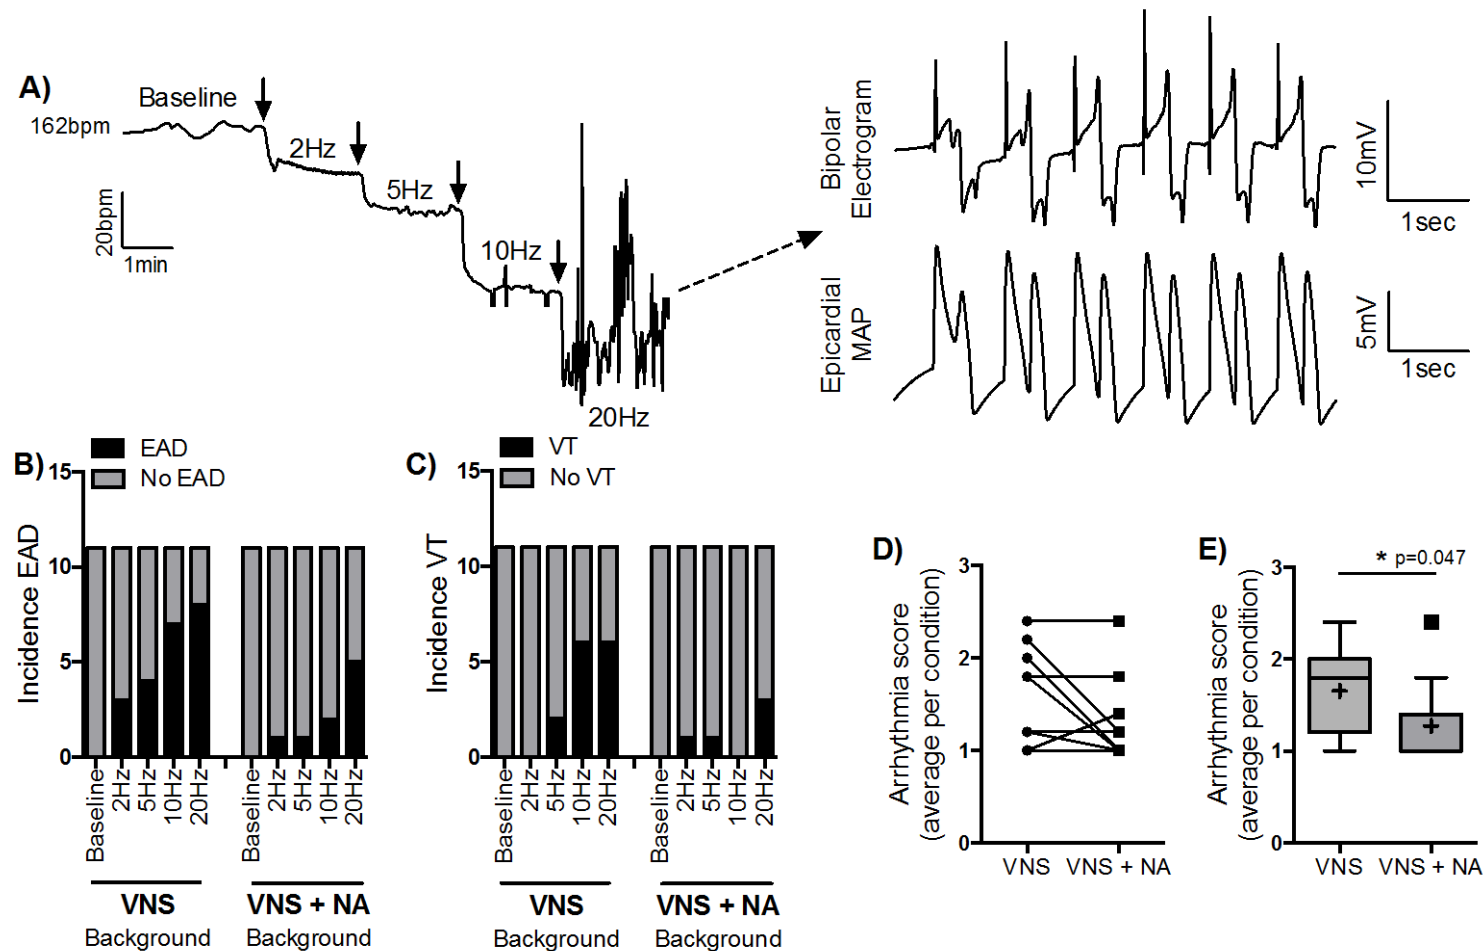 A)
Baseline
162bpm
2Hz
5Hz
10Hz
20Hz
20bpm
1min
Bipolar
Electrogram
10mV
1sec
Epicardial
MAP
5mV
1sec
B)
EAD
No EAD
Incidence EAD
15
10
5
0
Baseline
2Hz
5Hz
10Hz
20Hz
Baseline
2Hz
5Hz
10Hz
20Hz
VNS
Background
VNS + NA
Background
C)
VT
No VT
Incidence VT
15
10
5
0
Baseline
2Hz
5Hz
10Hz
20Hz
Baseline
2Hz
5Hz
10Hz
20Hz
VNS
Background
VNS + NA
Background
D)
Arrhythmia score
(average per condition)
3
2
1
0
VNS
VNS + NA
E)
* p=0.047
Arrhythmia score
(average per condition)
3
2
1
0
VNS
VNS + NA